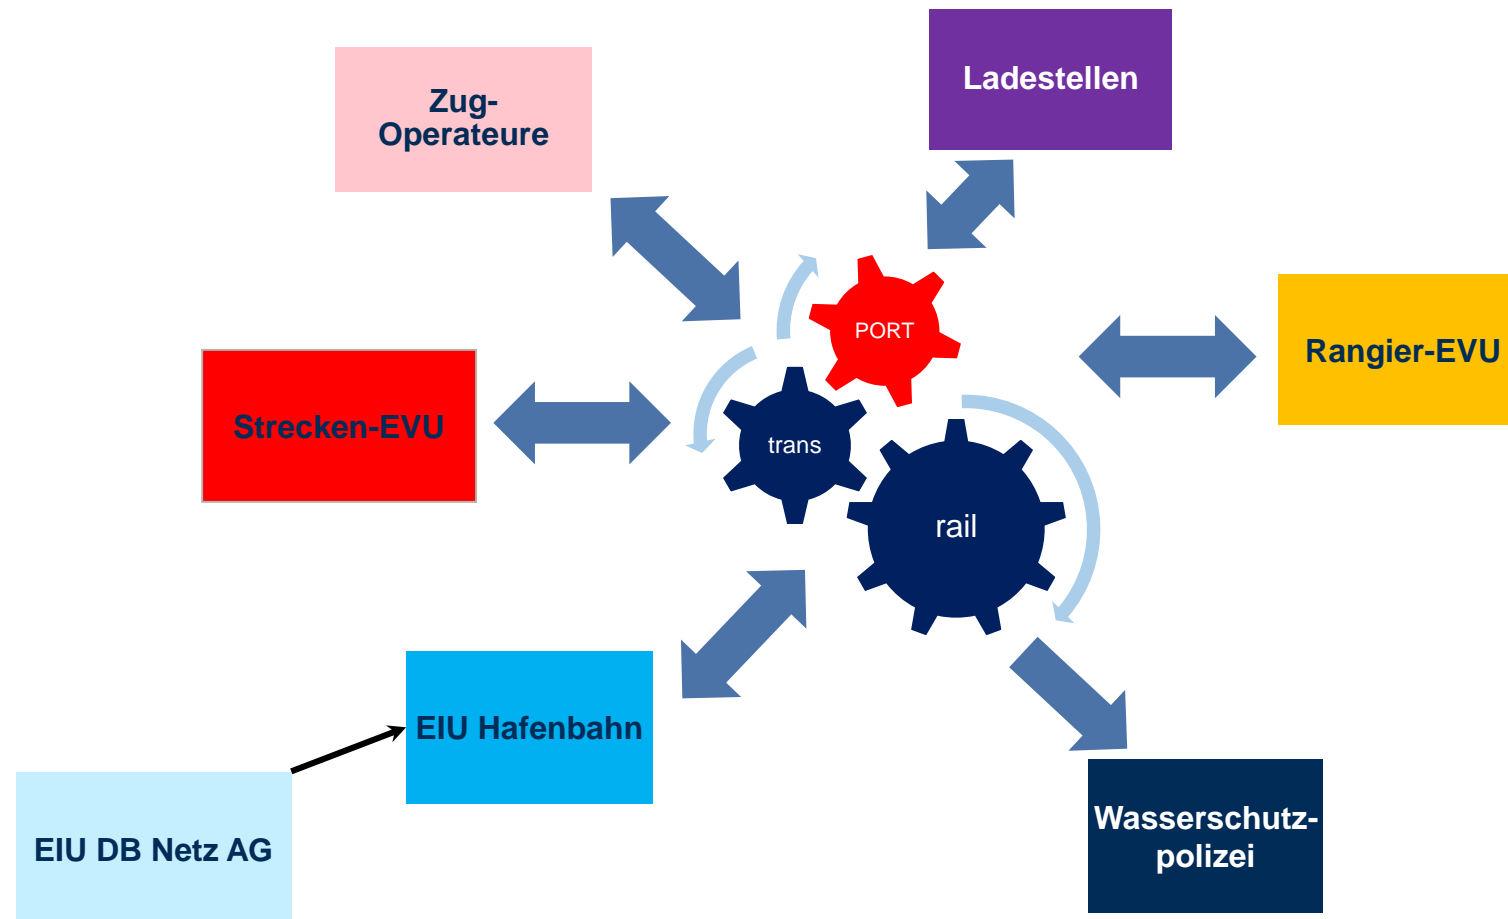 Ladestellen
Zug-
Operateure
PORT
Rangier-EVU
Strecken-EVU
trans
rail
EIU Hafenbahn
Wasserschutz-
polizei
EIU DB Netz AG